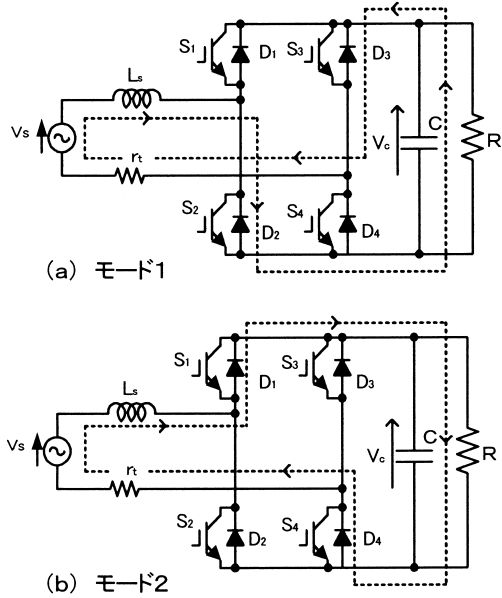 S1 D1 S3 D3
Ls
Vs
rt
Vc C R
S2 D2 S4 D4
(a) モード1
S1 D1 S3 D3
Ls
Vs
rt
Vc C R
S2 D2 S4 D4
(b) モード2